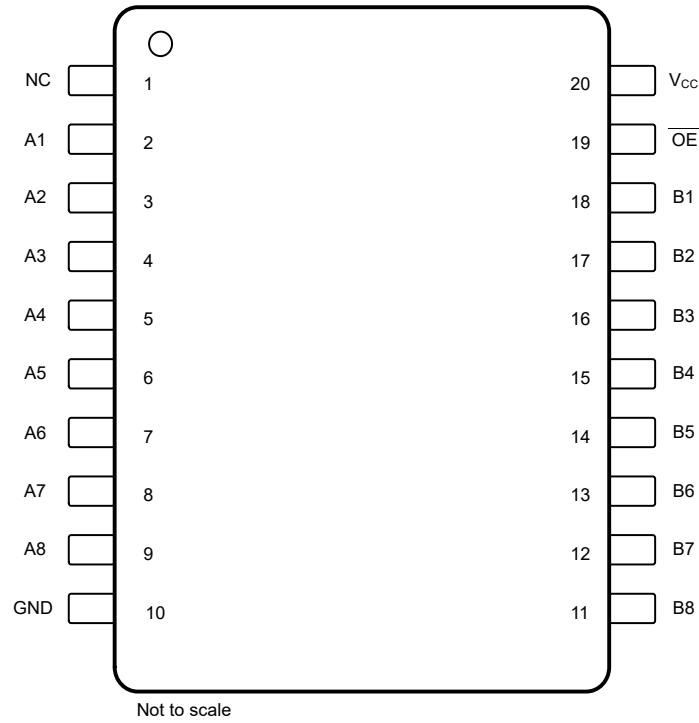 NC 1 20 VCC
A1 2 19 OE
A2 3 18 B1
A3 4 17 B2
A4 5 16 B3
A5 6 15 B4
A6 7 14 B5
A7 8 13 B6
A8 9 12 B7
GND 10 11 B8
Not to scale